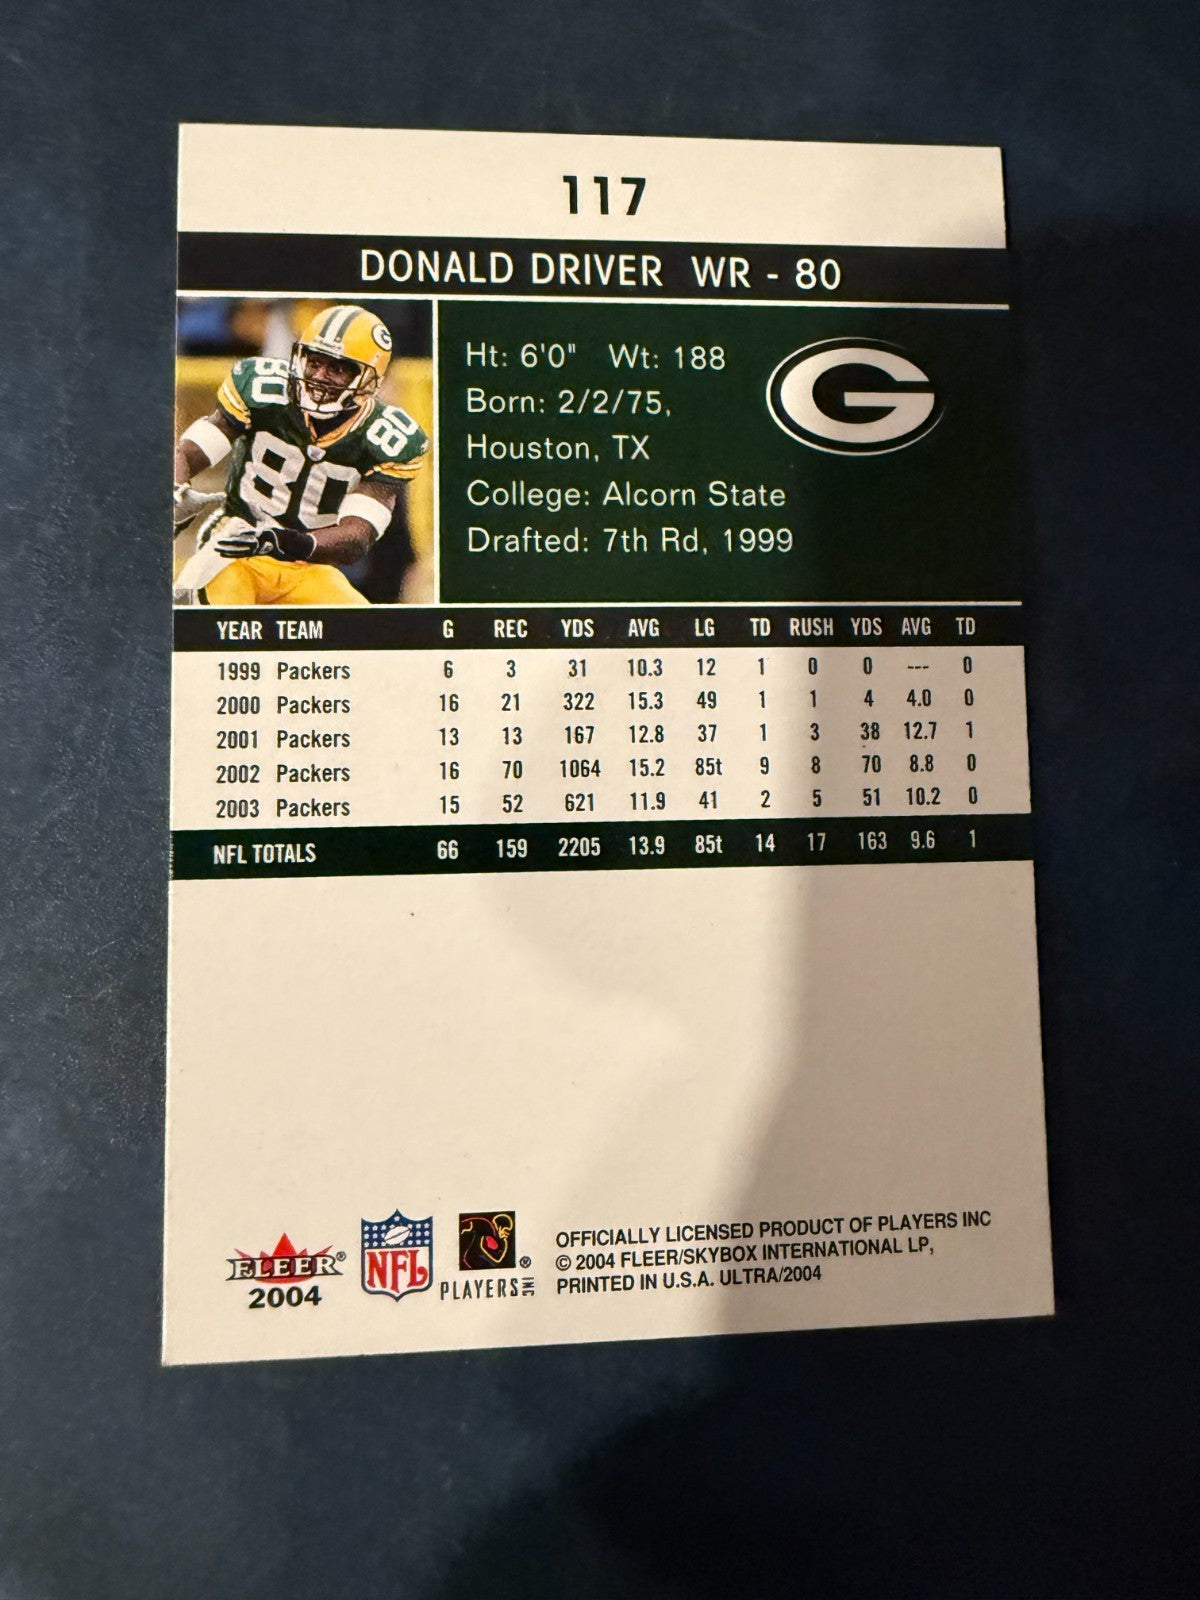 117
DONALD DRIVER WR - 80
Ht: 6'0" Wt: 188
Born: 2/2/75,
Houston, TX
College: Alcorn State
Drafted: 7th Rd, 1999
80 80
80
G
G
YEAR TEAM G REC YDS AVG LG TD RUSH YDS AVG TD
1999 Packers 6 3 31 10.3 12 1 0 0 --- 0
2000 Packers 16 21 322 15.3 49 1 1 4 4.0 0
2001 Packers 13 13 167 12.8 37 1 3 38 12.7 1
2002 Packers 16 70 1064 15.2 85t 9 8 70 8.8 0
2003 Packers 15 52 621 11.9 41 2 5 51 10.2 0
NFL TOTALS 66 159 2205 13.9 85t 14 17 163 9.6 1
FLEER®
2004
NFL
®
PLAYERS INC
OFFICIALLY LICENSED PRODUCT OF PLAYERS INC
© 2004 FLEER/SKYBOX INTERNATIONAL LP,
PRINTED IN U.S.A. ULTRA/2004